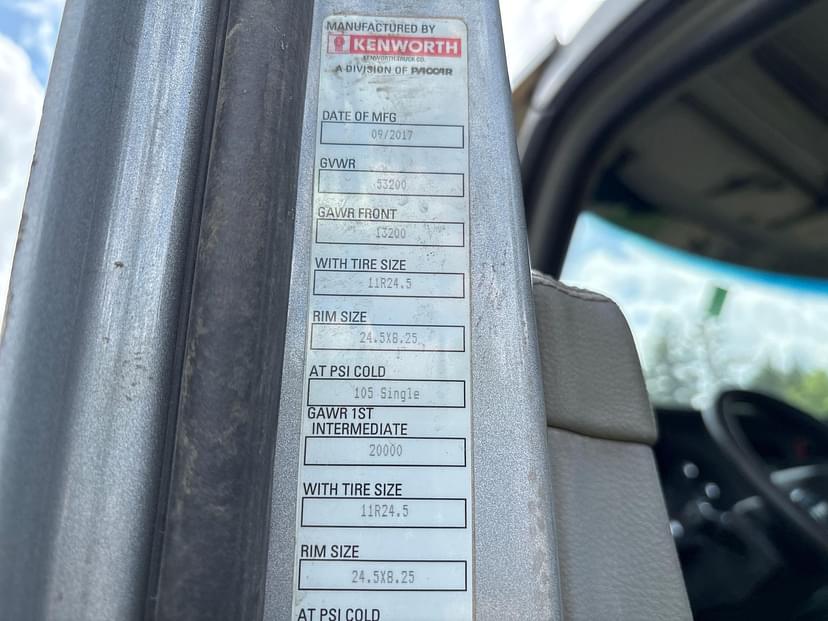 MANUFACTURED BY
KENWORTH
KENWORTH TRUCK CO.
A DIVISION OF PACCAR
DATE OF MFG
09/2017
GVWR
53200
GAWR FRONT
13200
WITH TIRE SIZE
11R24.5
RIM SIZE
24.5X8.25
AT PSI COLD
105 Single
GAWR 1ST
INTERMEDIATE
20000
WITH TIRE SIZE
11R24.5
RIM SIZE
24.5X8.25
AT PSI COLD